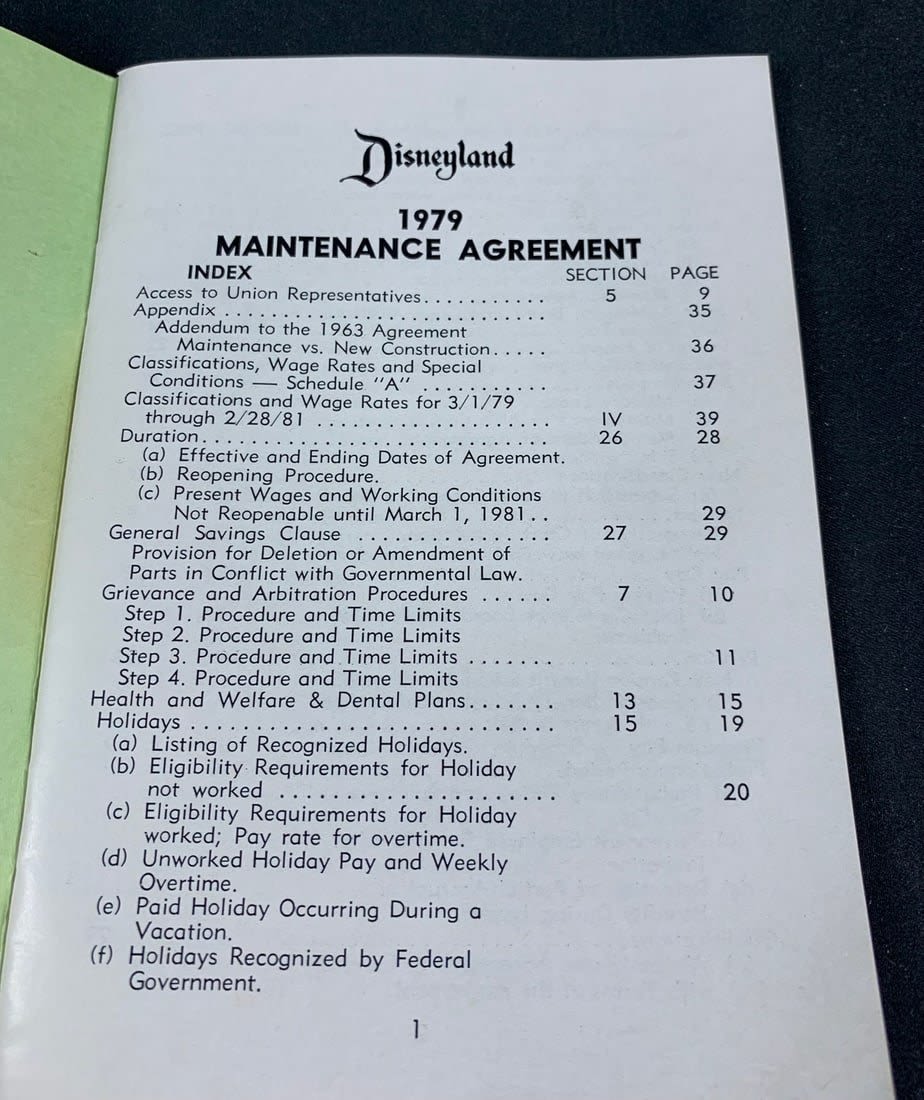 Disneyland
1979
MAINTENANCE AGREEMENT
INDEX SECTION PAGE
Access to Union Representatives........... 5 9
Appendix ............................. 35
Addendum to the 1963 Agreement
Maintenance vs. New Construction..... 36
Classifications, Wage Rates and Special
Conditions — Schedule "A" ........... 37
Classifications and Wage Rates for 3/1/79
through 2/28/81 ..................... IV 39
Duration............................... 26 28
(a) Effective and Ending Dates of Agreement.
(b) Reopening Procedure.
(c) Present Wages and Working Conditions
Not Reopenable until March 1, 1981.. 29
General Savings Clause ................ 27 29
Provision for Deletion or Amendment of
Parts in Conflict with Governmental Law.
Grievance and Arbitration Procedures ...... 7 10
Step 1. Procedure and Time Limits
Step 2. Procedure and Time Limits
Step 3. Procedure and Time Limits ....... 11
Step 4. Procedure and Time Limits
Health and Welfare & Dental Plans....... 13 15
Holidays ............................ 15 19
(a) Listing of Recognized Holidays.
(b) Eligibility Requirements for Holiday
not worked ..................... 20
(c) Eligibility Requirements for Holiday
worked; Pay rate for overtime.
(d) Unworked Holiday Pay and Weekly
Overtime.
(e) Paid Holiday Occurring During a
Vacation.
(f) Holidays Recognized by Federal
Government.
1